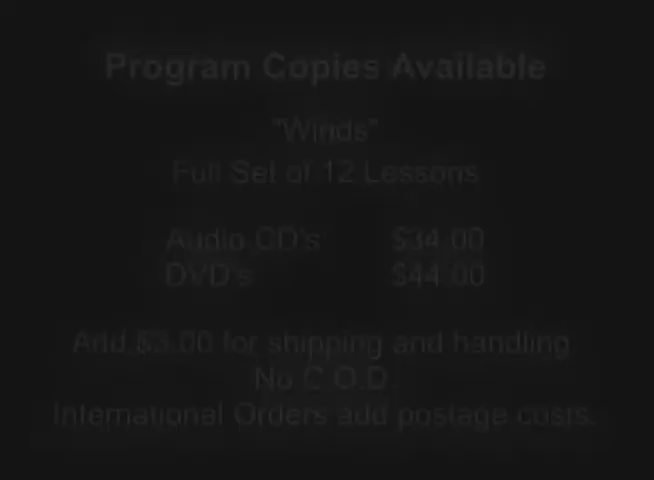 Program Copies Available
"Winds"
Full Set of 12 Lessons
Audio CD's $34.00
DVD's $44.00
Add $3.00 for shipping and handling
No C.O.D.
International Orders add postage costs.